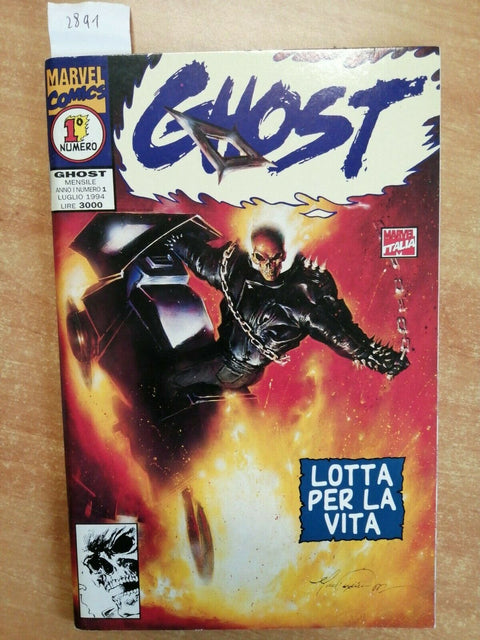 2891
MARVEL
COMICS
1°
NUMERO
GHOST
MENSILE
ANNO I NUMERO 1
LUGLIO 1994
LIRE 3000
GHOST
MARVEL
ITALIA
LOTTA
PER LA
VITA